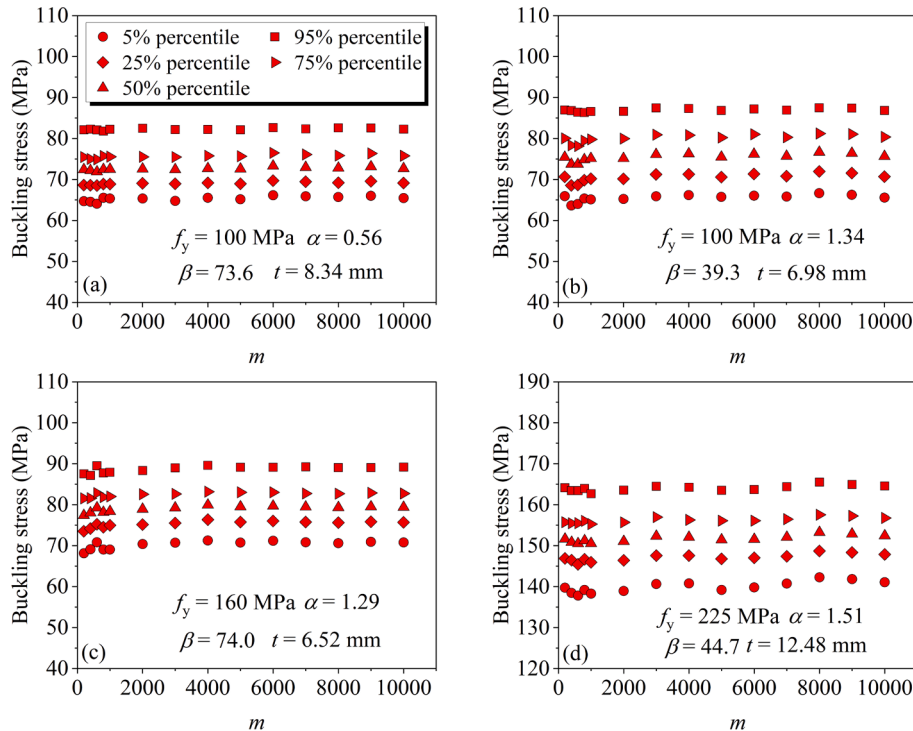 110
100
90
80
70
60
50
40
Buckling stress (MPa)
5% percentile 95% percentile
25% percentile 75% percentile
50% percentile
f_y = 100 MPa α = 0.56
β = 73.6 t = 8.34 mm
(a)
0 2000 4000 6000 8000 10000
m
110
100
90
80
70
60
50
40
Buckling stress (MPa)
f_y = 100 MPa α = 1.34
β = 39.3 t = 6.98 mm
(b)
0 2000 4000 6000 8000 10000
m
110
100
90
80
70
60
50
40
Buckling stress (MPa)
f_y = 160 MPa α = 1.29
β = 74.0 t = 6.52 mm
(c)
0 2000 4000 6000 8000 10000
m
190
180
170
160
150
140
130
120
Buckling stress (MPa)
f_y = 225 MPa α = 1.51
β = 44.7 t = 12.48 mm
(d)
0 2000 4000 6000 8000 10000
m